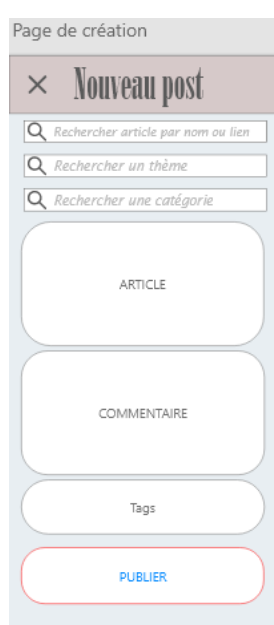 Page de création
Nouveau post
Rechercher article par nom ou lien
Rechercher un thème
Rechercher une catégorie
ARTICLE
COMMENTAIRE
Tags
PUBLIER